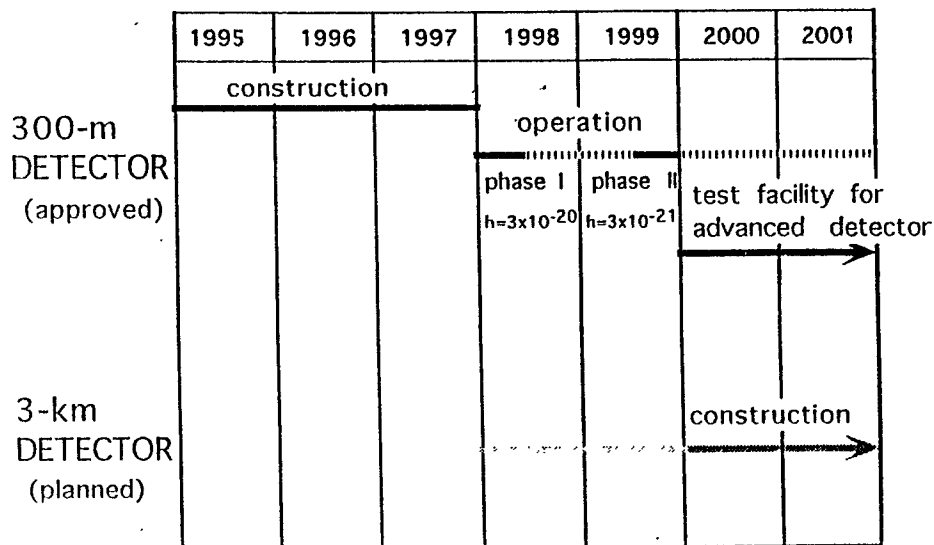 1995 1996 1997 1998 1999 2000 2001
construction
300-m
DETECTOR
(approved)
operation
phase I phase II
h=3x10-20 h=3x10-21
test facility for
advanced detector
3-km
DETECTOR
(planned)
construction